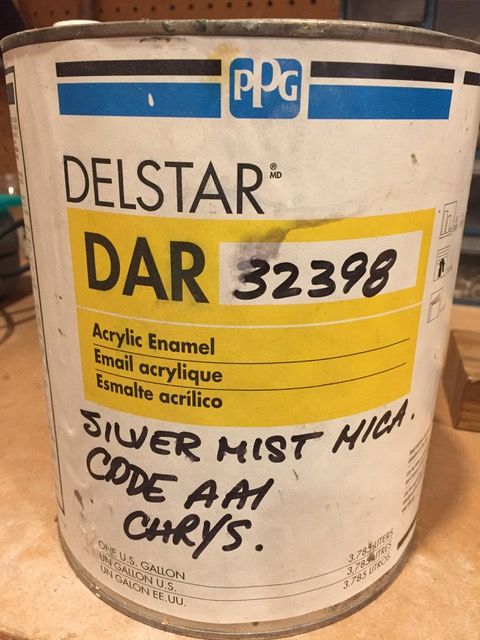 PPG
DELSTAR® MD
DAR 32398
Acrylic Enamel
Email acrylique
Esmalte acrílico
SILVER MIST MICA.
CODE AA1
CHRYS.
ONE U.S. GALLON 3.785 LITERS
UN GALLON U.S. 3.785 LITRES
UN GALON EE.UU. 3.785 LITROS